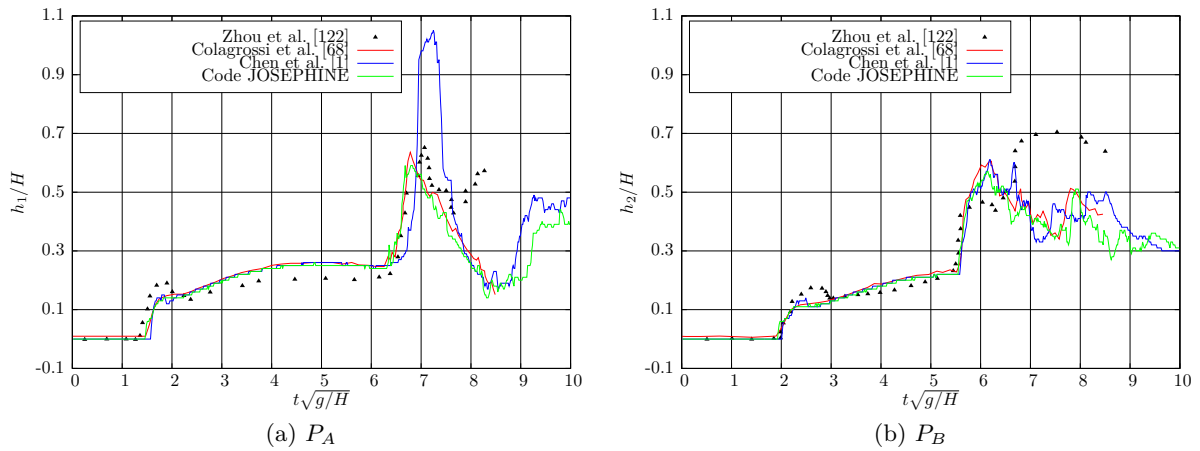 1.1
0.9
0.7
0.5
0.3
0.1
-0.1
h₁/H
Zhou et al. [122]
Colagrossi et al. [68]
Chen et al. [1]
Code JOSEPHINE
0 1 2 3 4 5 6 7 8 9 10
t√g/H
(a) P_A
1.1
0.9
0.7
0.5
0.3
0.1
-0.1
h₂/H
Zhou et al. [122]
Colagrossi et al. [68]
Chen et al. [1]
Code JOSEPHINE
0 1 2 3 4 5 6 7 8 9 10
t√g/H
(b) P_B